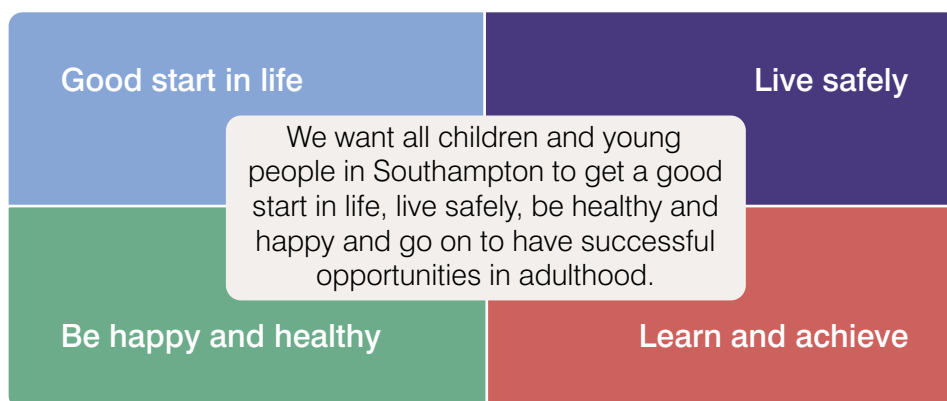 Good start in life
Live safely
We want all children and young
people in Southampton to get a good
start in life, live safely, be healthy and
happy and go on to have successful
opportunities in adulthood.
Be happy and healthy
Learn and achieve